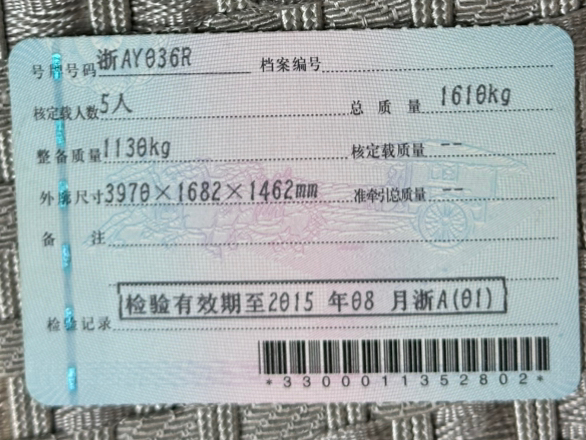 号牌号码 浙AY036R 档案编号
核定载人数 5人 总质量 1610kg
整备质量 1130kg 核定载质量 --
外廓尺寸 3970×1682×1462mm 准牵引总质量 --
备注
检验有效期至2015 年08 月浙A(01)
检验记录
*3300011352802*